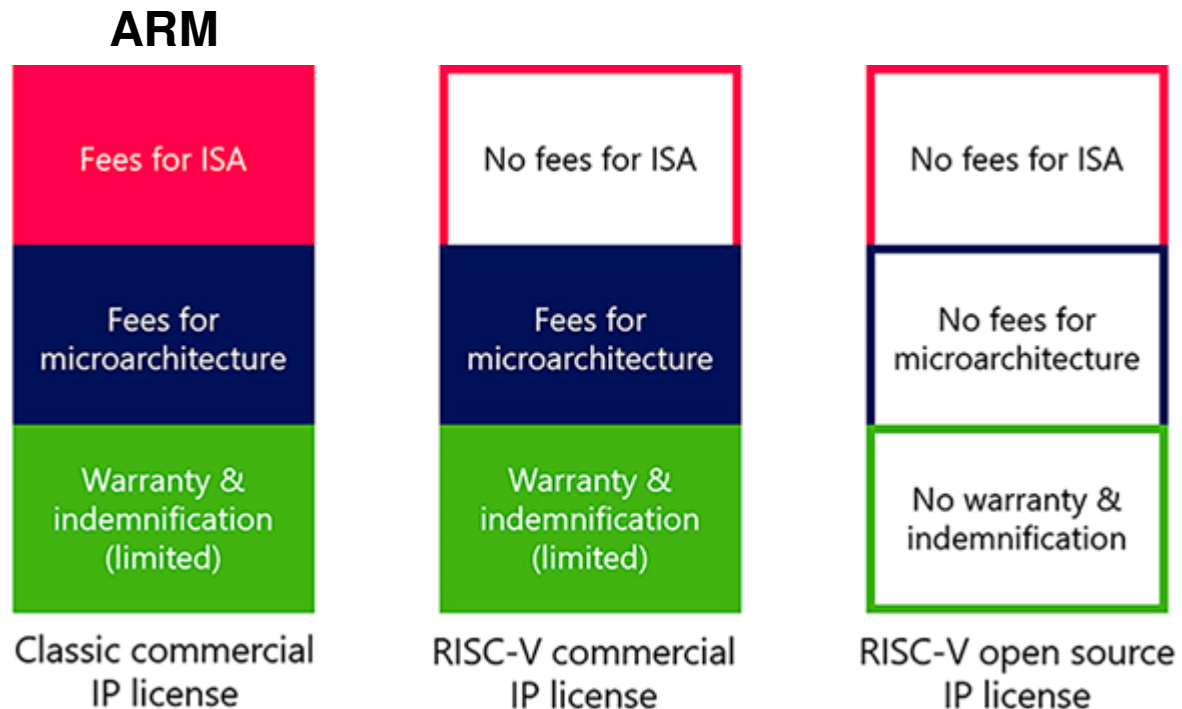 ARM
Fees for ISA
Fees for
microarchitecture
Warranty &
indemnification
(limited)
Classic commercial
IP license
No fees for ISA
Fees for
microarchitecture
Warranty &
indemnification
(limited)
RISC-V commercial
IP license
No fees for ISA
No fees for
microarchitecture
No warranty &
indemnification
RISC-V open source
IP license